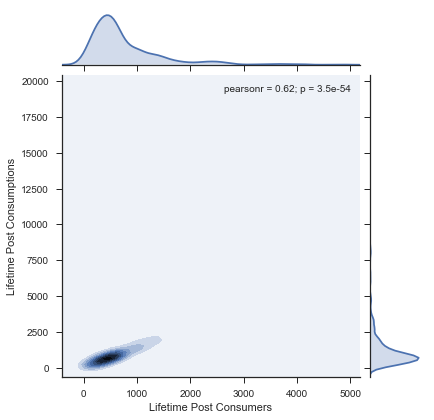 pearsonr = 0.62; p = 3.5e-54
20000
17500
15000
12500
10000
7500
5000
2500
0
Lifetime Post Consumptions
0 1000 2000 3000 4000 5000
Lifetime Post Consumers